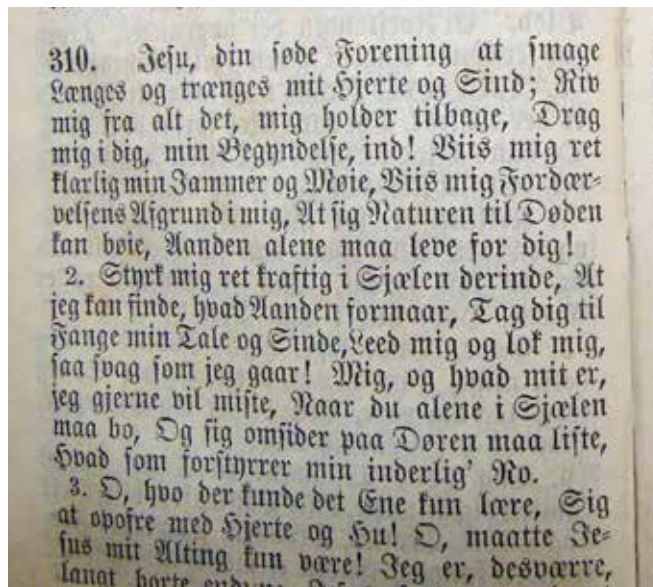 310. Jesu, din søde Forening at smage
Længes og trænges mit Hjerte og Sind; Riv
mig fra alt det, mig holder tilbage, Drag
mig i dig, min Begyndelse, ind! Viis mig ret
klarlig min Jammer og Møie, Viis mig Fordær-
velsens Afgrund i mig, At sig Naturen til Døden
kan bøie, Aanden alene maa leve for dig!
2. Styrk mig ret kraftig i Sjælen derinde, At
jeg kan finde, hvad Aanden formaar, Tag dig til
Fange min Tale og Sinde, Leed mig og lok mig,
saa svag som jeg gaar! Mig, og hvad mit er,
jeg gjerne vil miste, Naar du alene i Sjælen
maa bo, Og sig omsider paa Døren maa liste,
Hvad som forstyrrer min inderlig' Ro.
3. O, hvo der kunde det Ene kun lære, Sig
at opofre med Hjerte og Hu! O, maatte Je-
sus mit Alting kun være! Jeg er, desværre,
langt borte